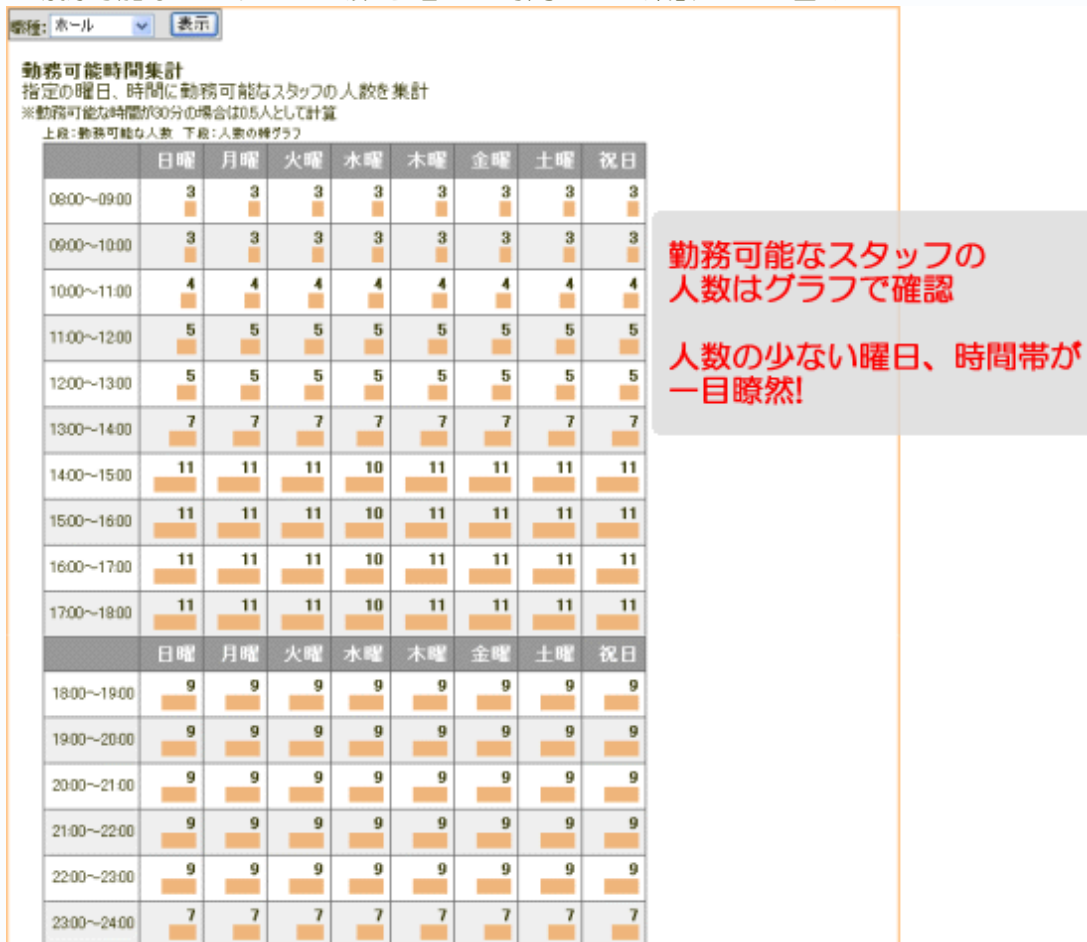 職種: ホール 表示
勤務可能時間集計
指定の曜日、時間に勤務可能なスタッフの人数を集計
※勤務可能な時間が30分の場合は0.5人として計算
上段:勤務可能な人数 下段:人数の棒グラフ
日曜 月曜 火曜 水曜 木曜 金曜 土曜 祝日
08:00～09:00 3 3 3 3 3 3 3 3
09:00～10:00 3 3 3 3 3 3 3 3
10:00～11:00 4 4 4 4 4 4 4 4
11:00～12:00 5 5 5 5 5 5 5 5
12:00～13:00 5 5 5 5 5 5 5 5
13:00～14:00 7 7 7 7 7 7 7 7
14:00～15:00 11 11 11 10 11 11 11 11
15:00～16:00 11 11 11 10 11 11 11 11
16:00～17:00 11 11 11 10 11 11 11 11
17:00～18:00 11 11 11 10 11 11 11 11
日曜 月曜 火曜 水曜 木曜 金曜 土曜 祝日
18:00～19:00 9 9 9 9 9 9 9 9
19:00～20:00 9 9 9 9 9 9 9 9
20:00～21:00 9 9 9 9 9 9 9 9
21:00～22:00 9 9 9 9 9 9 9 9
22:00～23:00 9 9 9 9 9 9 9 9
23:00～24:00 7 7 7 7 7 7 7 7
勤務可能なスタッフの
人数はグラフで確認
人数の少ない曜日、時間帯が
一目瞭然!